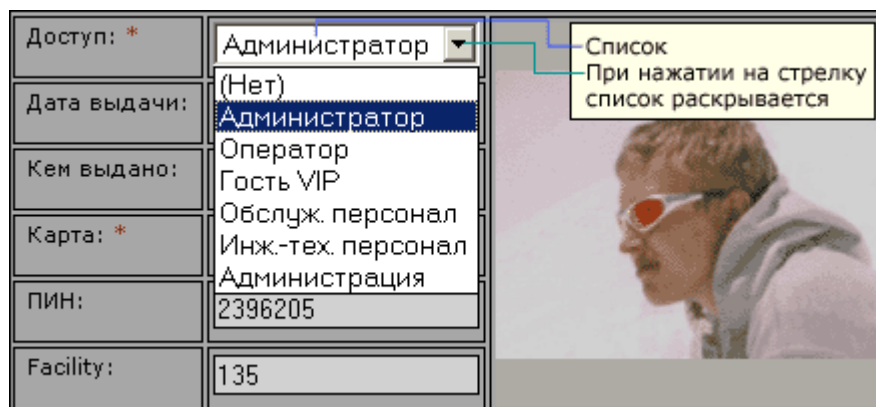 Доступ: *
Администратор
Список
При нажатии на стрелку
список раскрывается
(Нет)
Администратор
Оператор
Гость VIP
Обслуж. персонал
Инж.-тех. персонал
Администрация
Дата выдачи:
Кем выдано:
Карта: *
ПИН:
2396205
Facility:
135